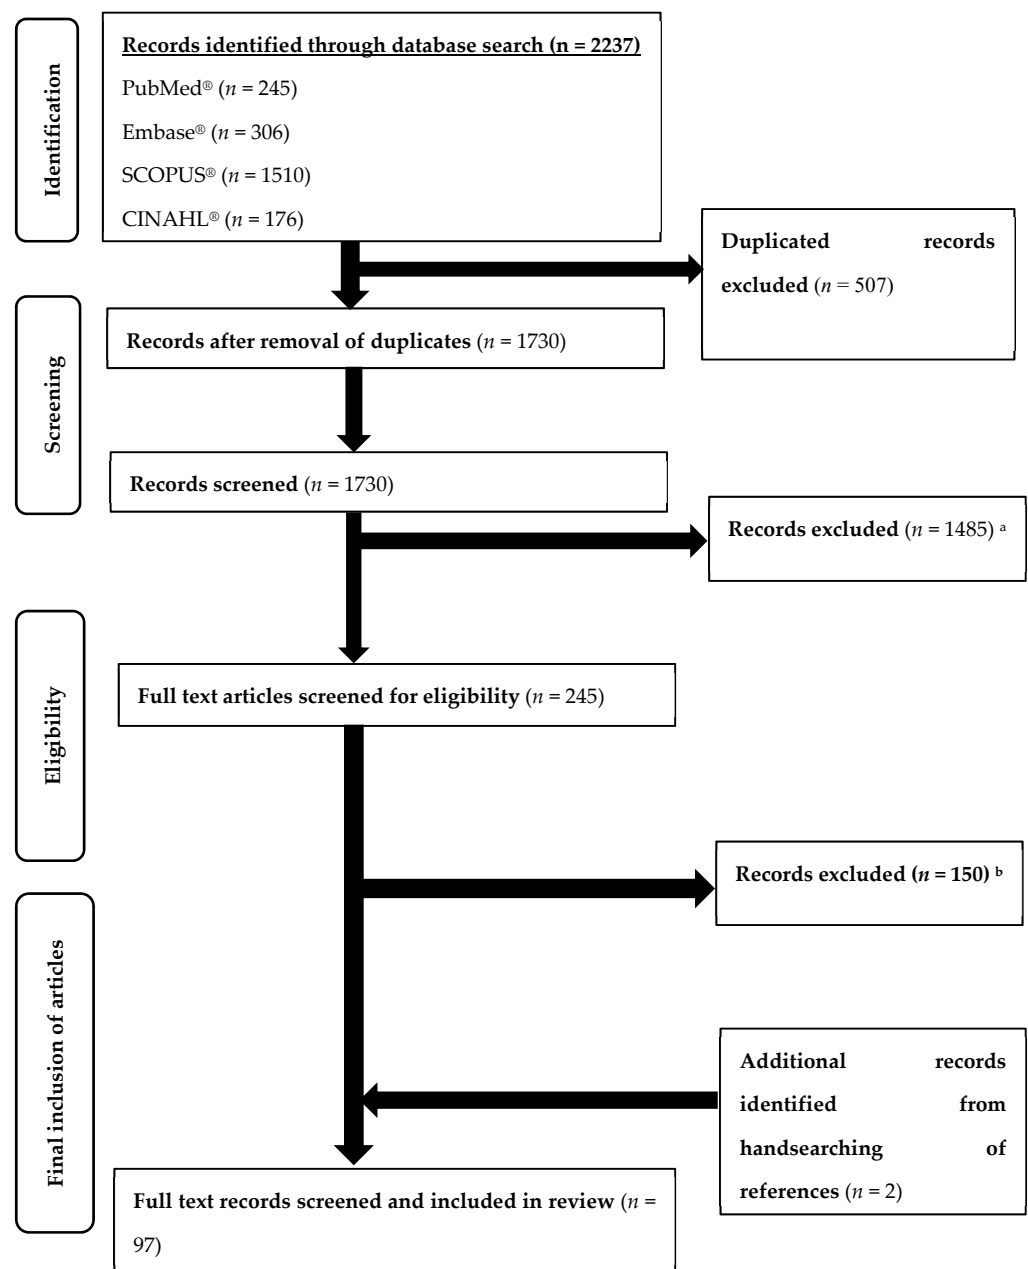 Identification
Records identified through database search (n = 2237)
PubMed® (n = 245)
Embase® (n = 306)
SCOPUS® (n = 1510)
CINAHL® (n = 176)
Duplicated records
excluded (n = 507)
Screening
Records after removal of duplicates (n = 1730)
Records screened (n = 1730)
Records excluded (n = 1485) a
Eligibility
Full text articles screened for eligibility (n = 245)
Records excluded (n = 150) b
Final inclusion of articles
Additional records
identified from
handsearching of
references (n = 2)
Full text records screened and included in review (n =
97)